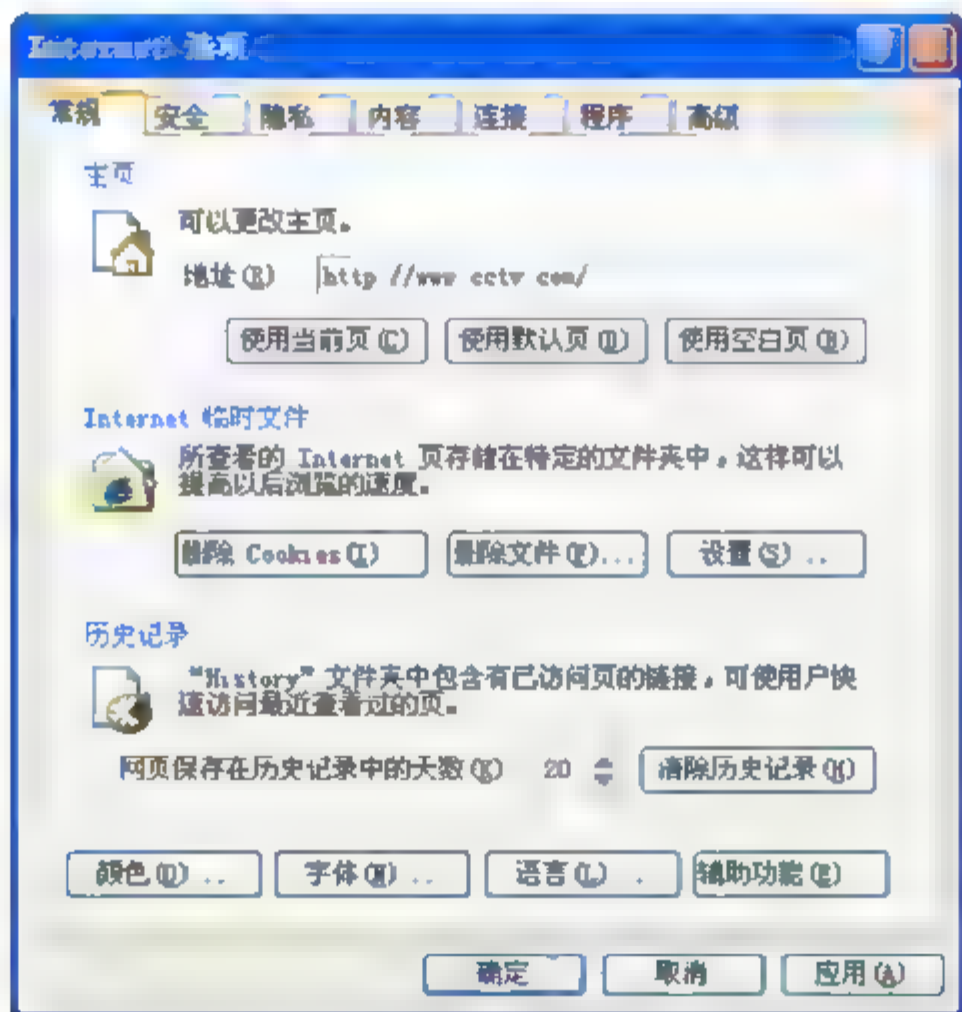 Internet 选项
常规 安全 隐私 内容 连接 程序 高级
主页
可以更改主页。
地址(R) http //www cctv com/
使用当前页(C) 使用默认页(D) 使用空白页(B)
Internet 临时文件
所查看的 Internet 页存储在特定的文件夹中，这样可以
提高以后浏览的速度。
删除 Cookies(I) 删除文件(F)... 设置(S) ..
历史记录
“History”文件夹中包含有已访问页的链接，可使用户快
速访问最近查看过的页。
网页保存在历史记录中的天数(K) 20 清除历史记录(H)
颜色(O) .. 字体(N) .. 语言(L) . 辅助功能(E)
确定 取消 应用(A)